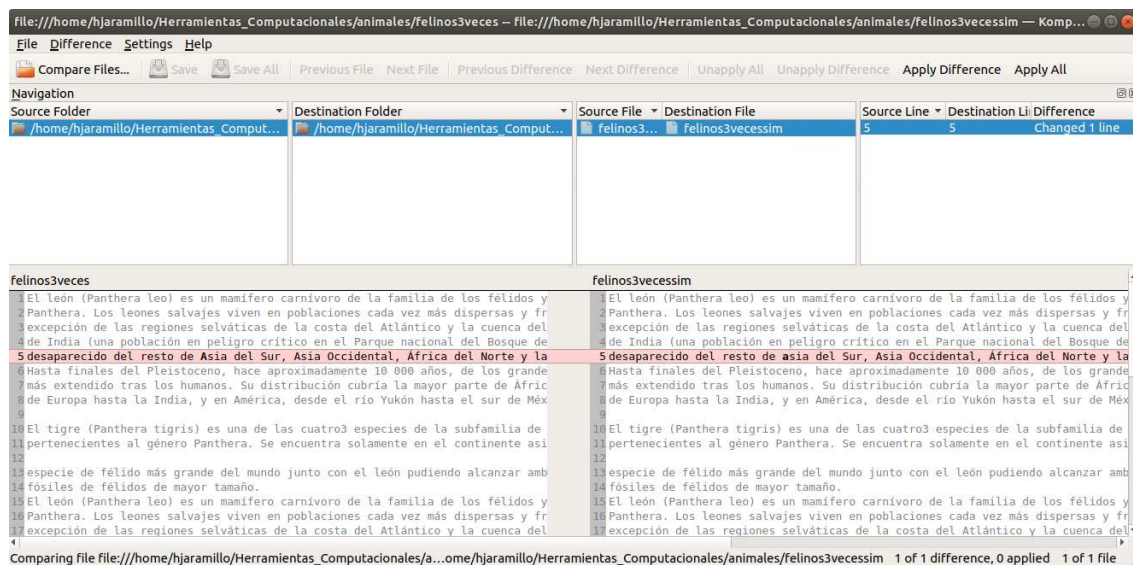 file:///home/hjaramillo/Herramientas_Computacionales/animales/felinos3veces -- file:///home/hjaramillo/Herramientas_Computacionales/animales/felinos3vecessim — Komp...
File Difference Settings Help
Compare Files... Save Save All Previous File Next File Previous Difference Next Difference Unapply All Unapply Difference Apply Difference Apply All
Navigation
Source Folder Destination Folder Source File Destination File Source Line Destination Li Difference
/home/hjaramillo/Herramientas_Comput... /home/hjaramillo/Herramientas_Comput... felinos3... felinos3vecessim 5 5 Changed 1 line
felinos3veces felinos3vecessim
1 El león (Panthera leo) es un mamífero carnívoro de la familia de los félidos y 1 El león (Panthera leo) es un mamífero carnívoro de la familia de los félidos y
2 Panthera. Los leones salvajes viven en poblaciones cada vez más dispersas y fr 2 Panthera. Los leones salvajes viven en poblaciones cada vez más dispersas y fr
3 excepción de las regiones selváticas de la costa del Atlántico y la cuenca del 3 excepción de las regiones selváticas de la costa del Atlántico y la cuenca del
4 de India (una población en peligro crítico en el Parque nacional del Bosque de 4 de India (una población en peligro crítico en el Parque nacional del Bosque de
5 desaparecido del resto de Asia del Sur, Asia Occidental, África del Norte y la 5 desaparecido del resto de asia del Sur, Asia Occidental, África del Norte y la
6 Hasta finales del Pleistoceno, hace aproximadamente 10 000 años, de los grande 6 Hasta finales del Pleistoceno, hace aproximadamente 10 000 años, de los grande
7 más extendido tras los humanos. Su distribución cubría la mayor parte de Áfric 7 más extendido tras los humanos. Su distribución cubría la mayor parte de Áfric
8 de Europa hasta la India, y en América, desde el río Yukón hasta el sur de Méx 8 de Europa hasta la India, y en América, desde el río Yukón hasta el sur de Méx
9 9
10 El tigre (Panthera tigris) es una de las cuatro3 especies de la subfamilia de 10 El tigre (Panthera tigris) es una de las cuatro3 especies de la subfamilia de
11 pertenecientes al género Panthera. Se encuentra solamente en el continente asi 11 pertenecientes al género Panthera. Se encuentra solamente en el continente asi
12 12
13 especie de félido más grande del mundo junto con el león pudiendo alcanzar amb 13 especie de félido más grande del mundo junto con el león pudiendo alcanzar amb
14 fósiles de félidos de mayor tamaño. 14 fósiles de félidos de mayor tamaño.
15 El león (Panthera leo) es un mamífero carnívoro de la familia de los félidos y 15 El león (Panthera leo) es un mamífero carnívoro de la familia de los félidos y
16 Panthera. Los leones salvajes viven en poblaciones cada vez más dispersas y fr 16 Panthera. Los leones salvajes viven en poblaciones cada vez más dispersas y fr
17 excepción de las regiones selváticas de la costa del Atlántico y la cuenca del 17 excepción de las regiones selváticas de la costa del Atlántico y la cuenca del
Comparing file file:///home/hjaramillo/Herramientas_Computacionales/a...ome/hjaramillo/Herramientas_Computacionales/animales/felinos3vecessim 1 of 1 difference, 0 applied 1 of 1 file